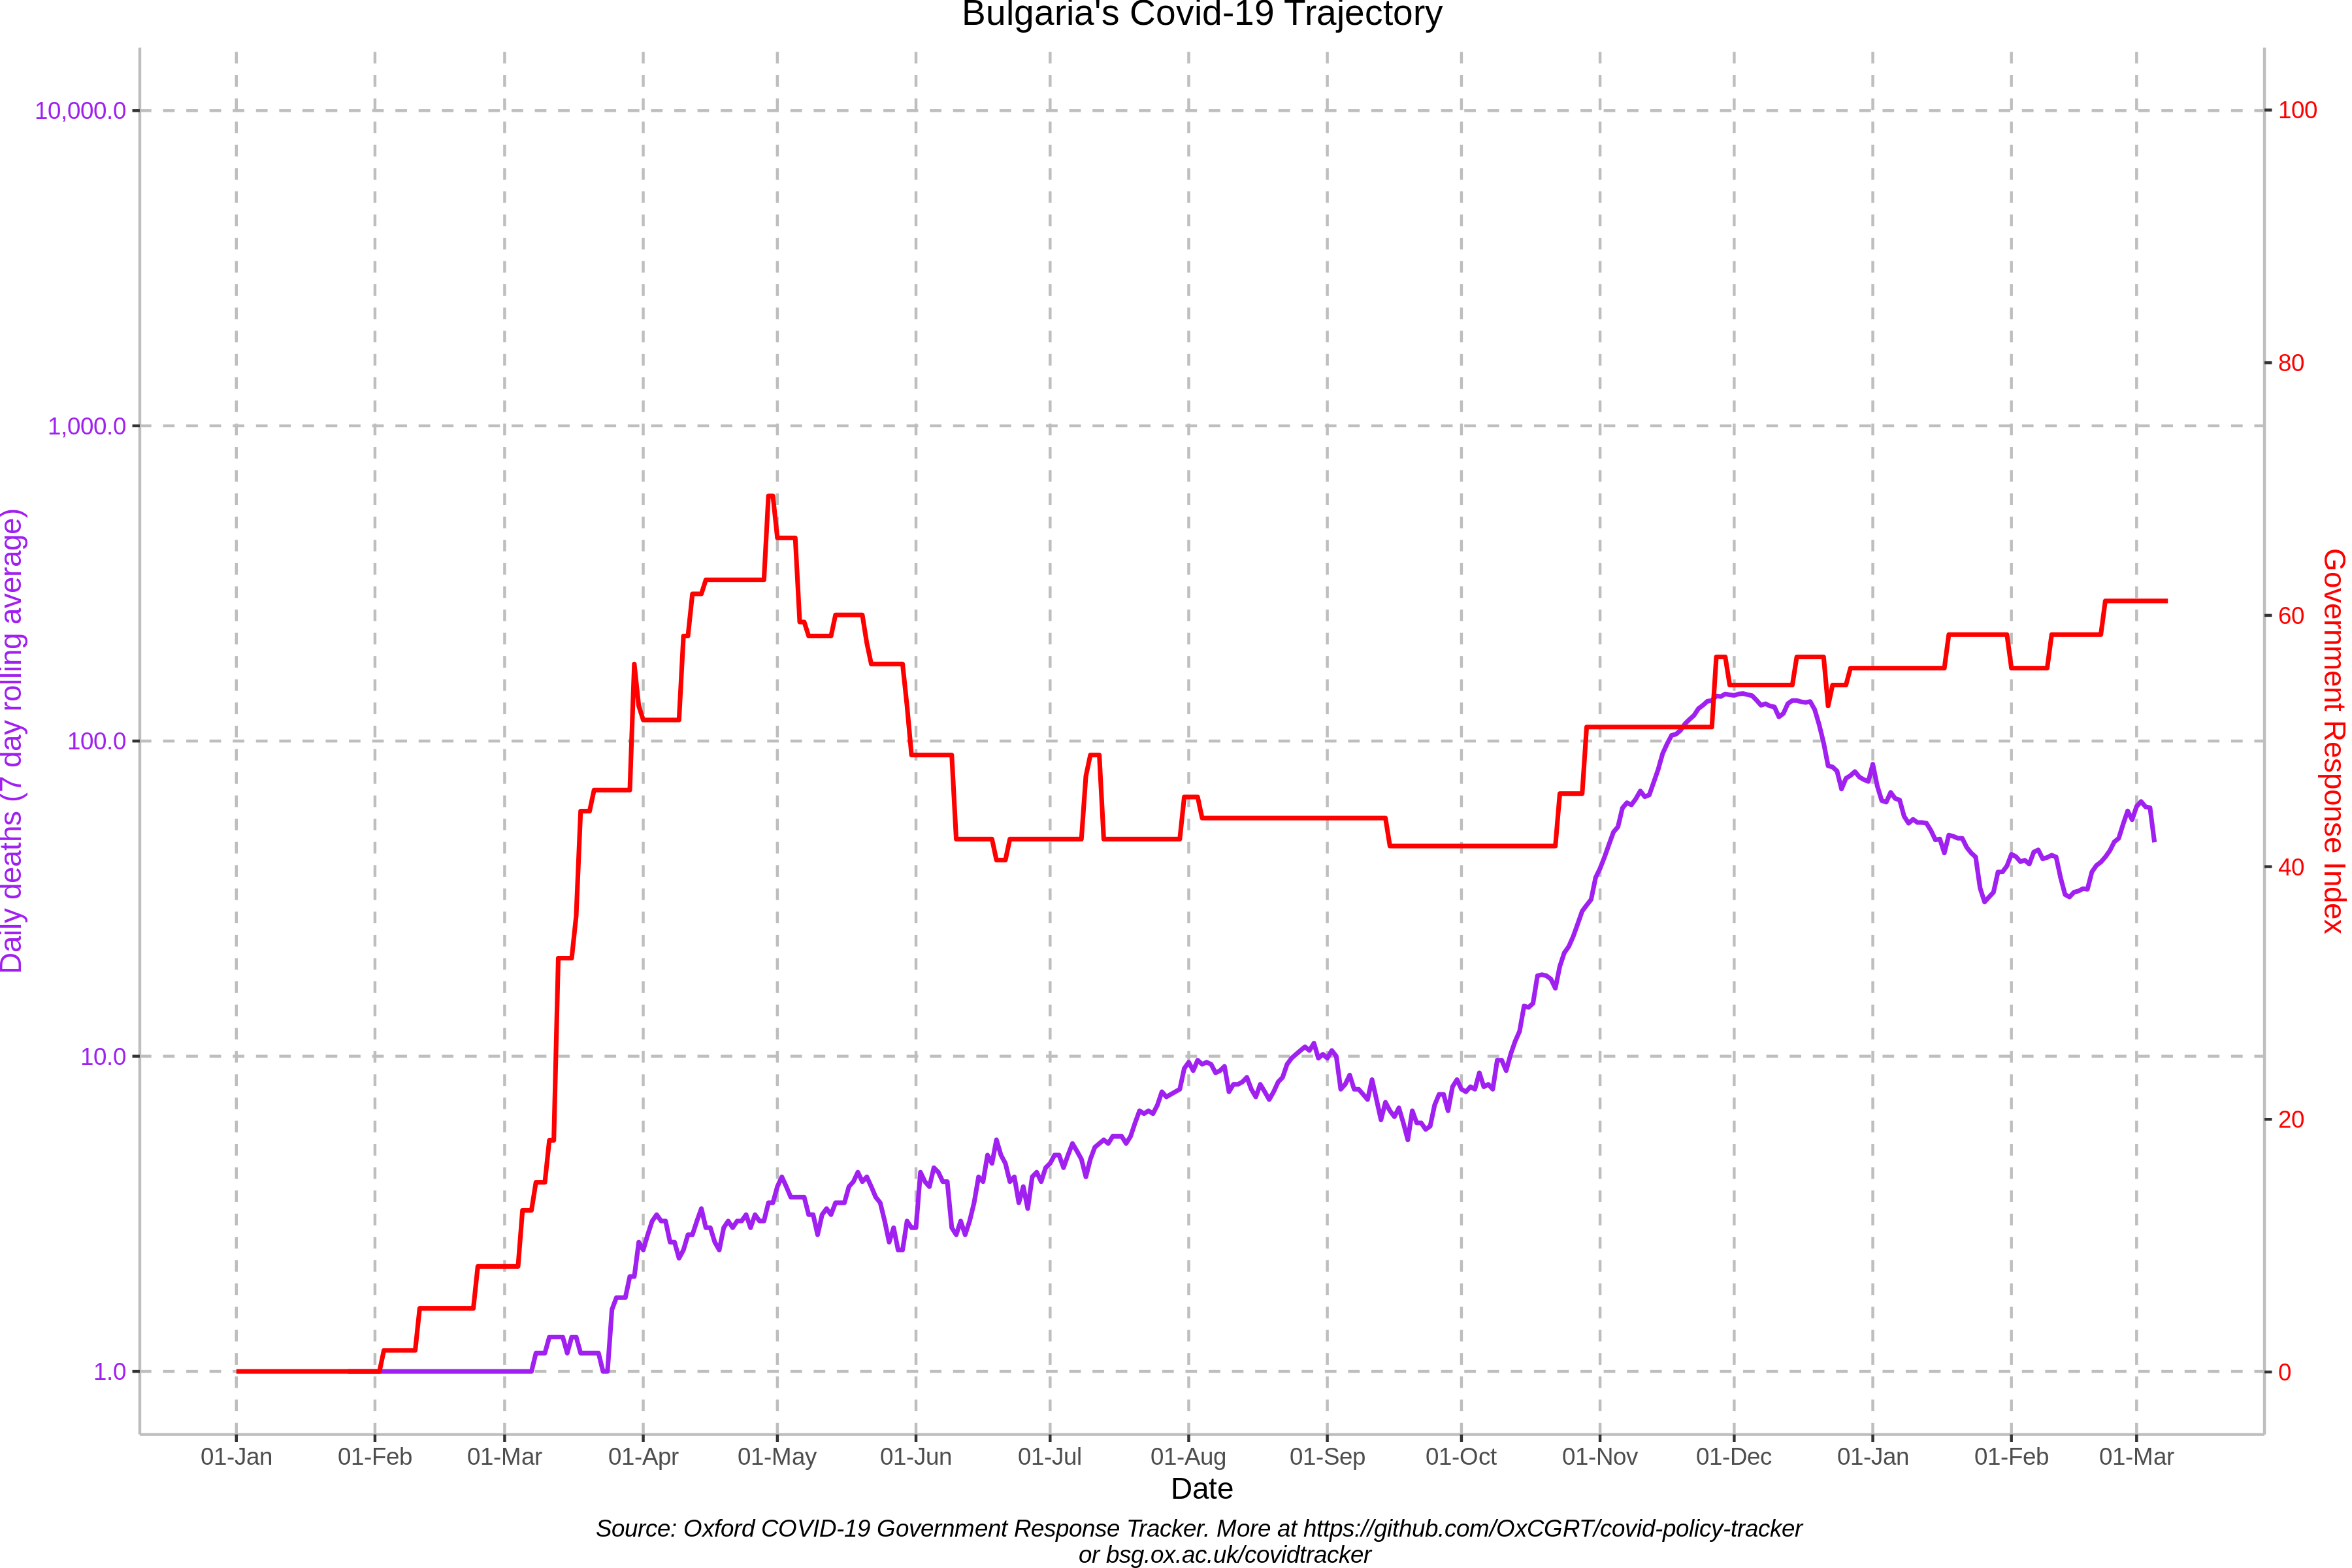 Bulgaria's Covid-19 Trajectory
Daily deaths (7 day rolling average)
10,000.0
1,000.0
100.0
10.0
1.0
100
80
60
40
20
0
Government Response Index
01-Jan 01-Feb 01-Mar 01-Apr 01-May 01-Jun 01-Jul 01-Aug 01-Sep 01-Oct 01-Nov 01-Dec 01-Jan 01-Feb 01-Mar
Date
Source: Oxford COVID-19 Government Response Tracker. More at https://github.com/OxCGRT/covid-policy-tracker
or bsg.ox.ac.uk/covidtracker